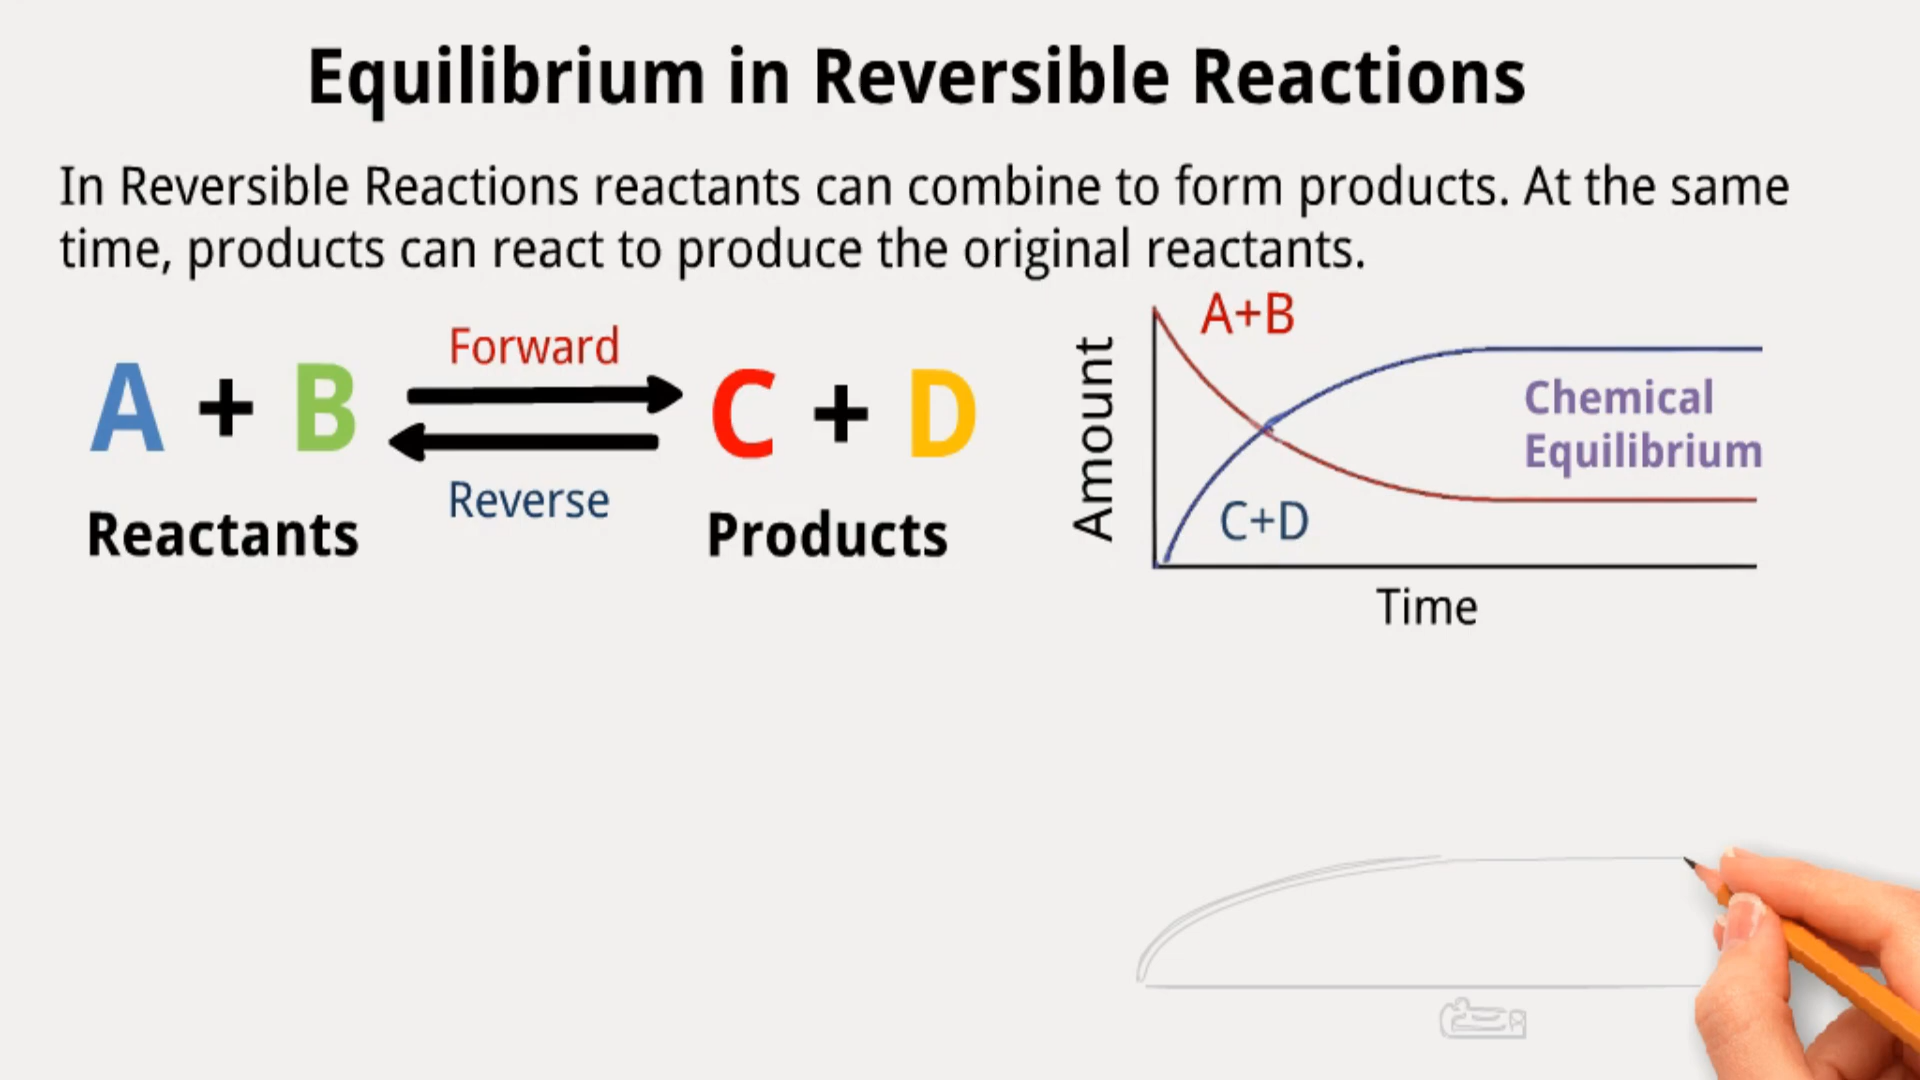 Equilibrium in Reversible Reactions
In Reversible Reactions reactants can combine to form products. At the same
time, products can react to produce the original reactants.
A + B
Forward
Reverse
C + D
Reactants
Products
Amount
A+B
C+D
Chemical
Equilibrium
Time